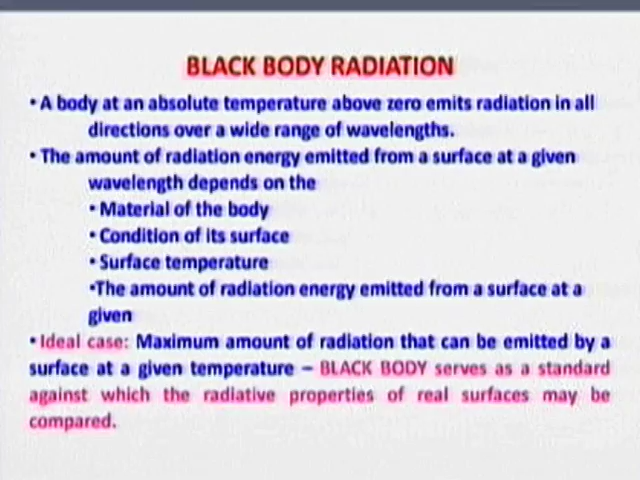 BLACK BODY RADIATION
• A body at an absolute temperature above zero emits radiation in all
directions over a wide range of wavelengths.
• The amount of radiation energy emitted from a surface at a given
wavelength depends on the
• Material of the body
• Condition of its surface
• Surface temperature
•The amount of radiation energy emitted from a surface at a
given
•Ideal case: Maximum amount of radiation that can be emitted by a
surface at a given temperature – BLACK BODY serves as a standard
against which the radiative properties of real surfaces may be
compared.